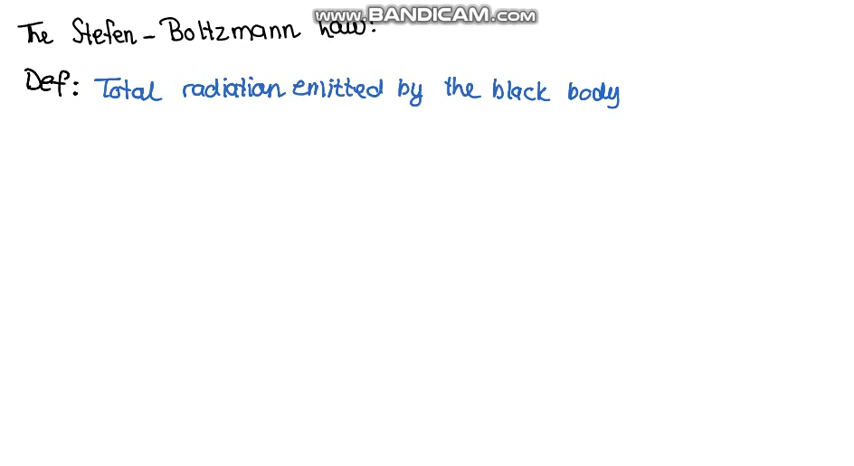 www.BANDICAM.com
The Stefen - Boltzmann Law:
Def: Total radiation emitted by the black body